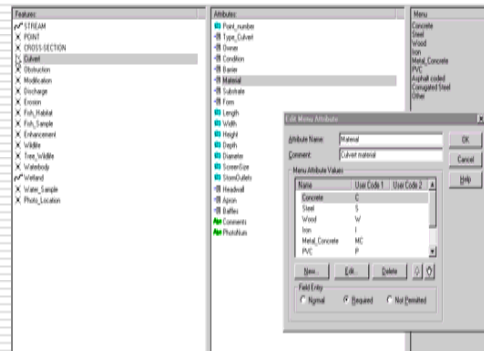 Features:
STREAM
POINT
CROSS-SECTION
Culvert
Obstruction
Modification
Discharge
Erosion
Fish_Habitat
Fish_Sample
Enhancement
Wildlife
Tree_Wildlife
Waterbody
Wetland
Water_Sample
Photo_Location
Attributes:
Point_number
Type_Culvert
Owner
Condition
Barrier
Material
Substrate
Form
Length
Width
Height
Depth
Diameter
ScreenSize
StormOutlets
Headwall
Apron
Baffles
Comments
PhotoNum
Menu
Concrete
Steel
Wood
Iron
Metal_Concrete
PVC
Asphalt coated
Corrugated Steel
Other
Edit Menu Attribute
Attribute Name: Material
Comment: Culvert material
OK
Cancel
Help
Menu Attribute Values
Name User Code 1 User Code 2
Concrete C
Steel S
Wood W
Iron I
Metal_Concrete MC
PVC P
New... Edit... Delete
Field Entry
Normal Required Not Permitted